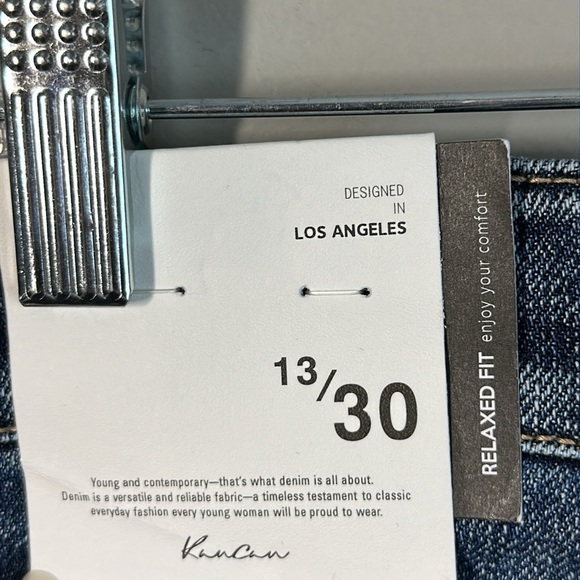 DESIGNED
IN
LOS ANGELES
13/30
Young and contemporary—that's what denim is all about.
Denim is a versatile and reliable fabric—a timeless testament to classic
everyday fashion every young woman will be proud to wear.
KanCan
RELAXED FIT enjoy your comfort